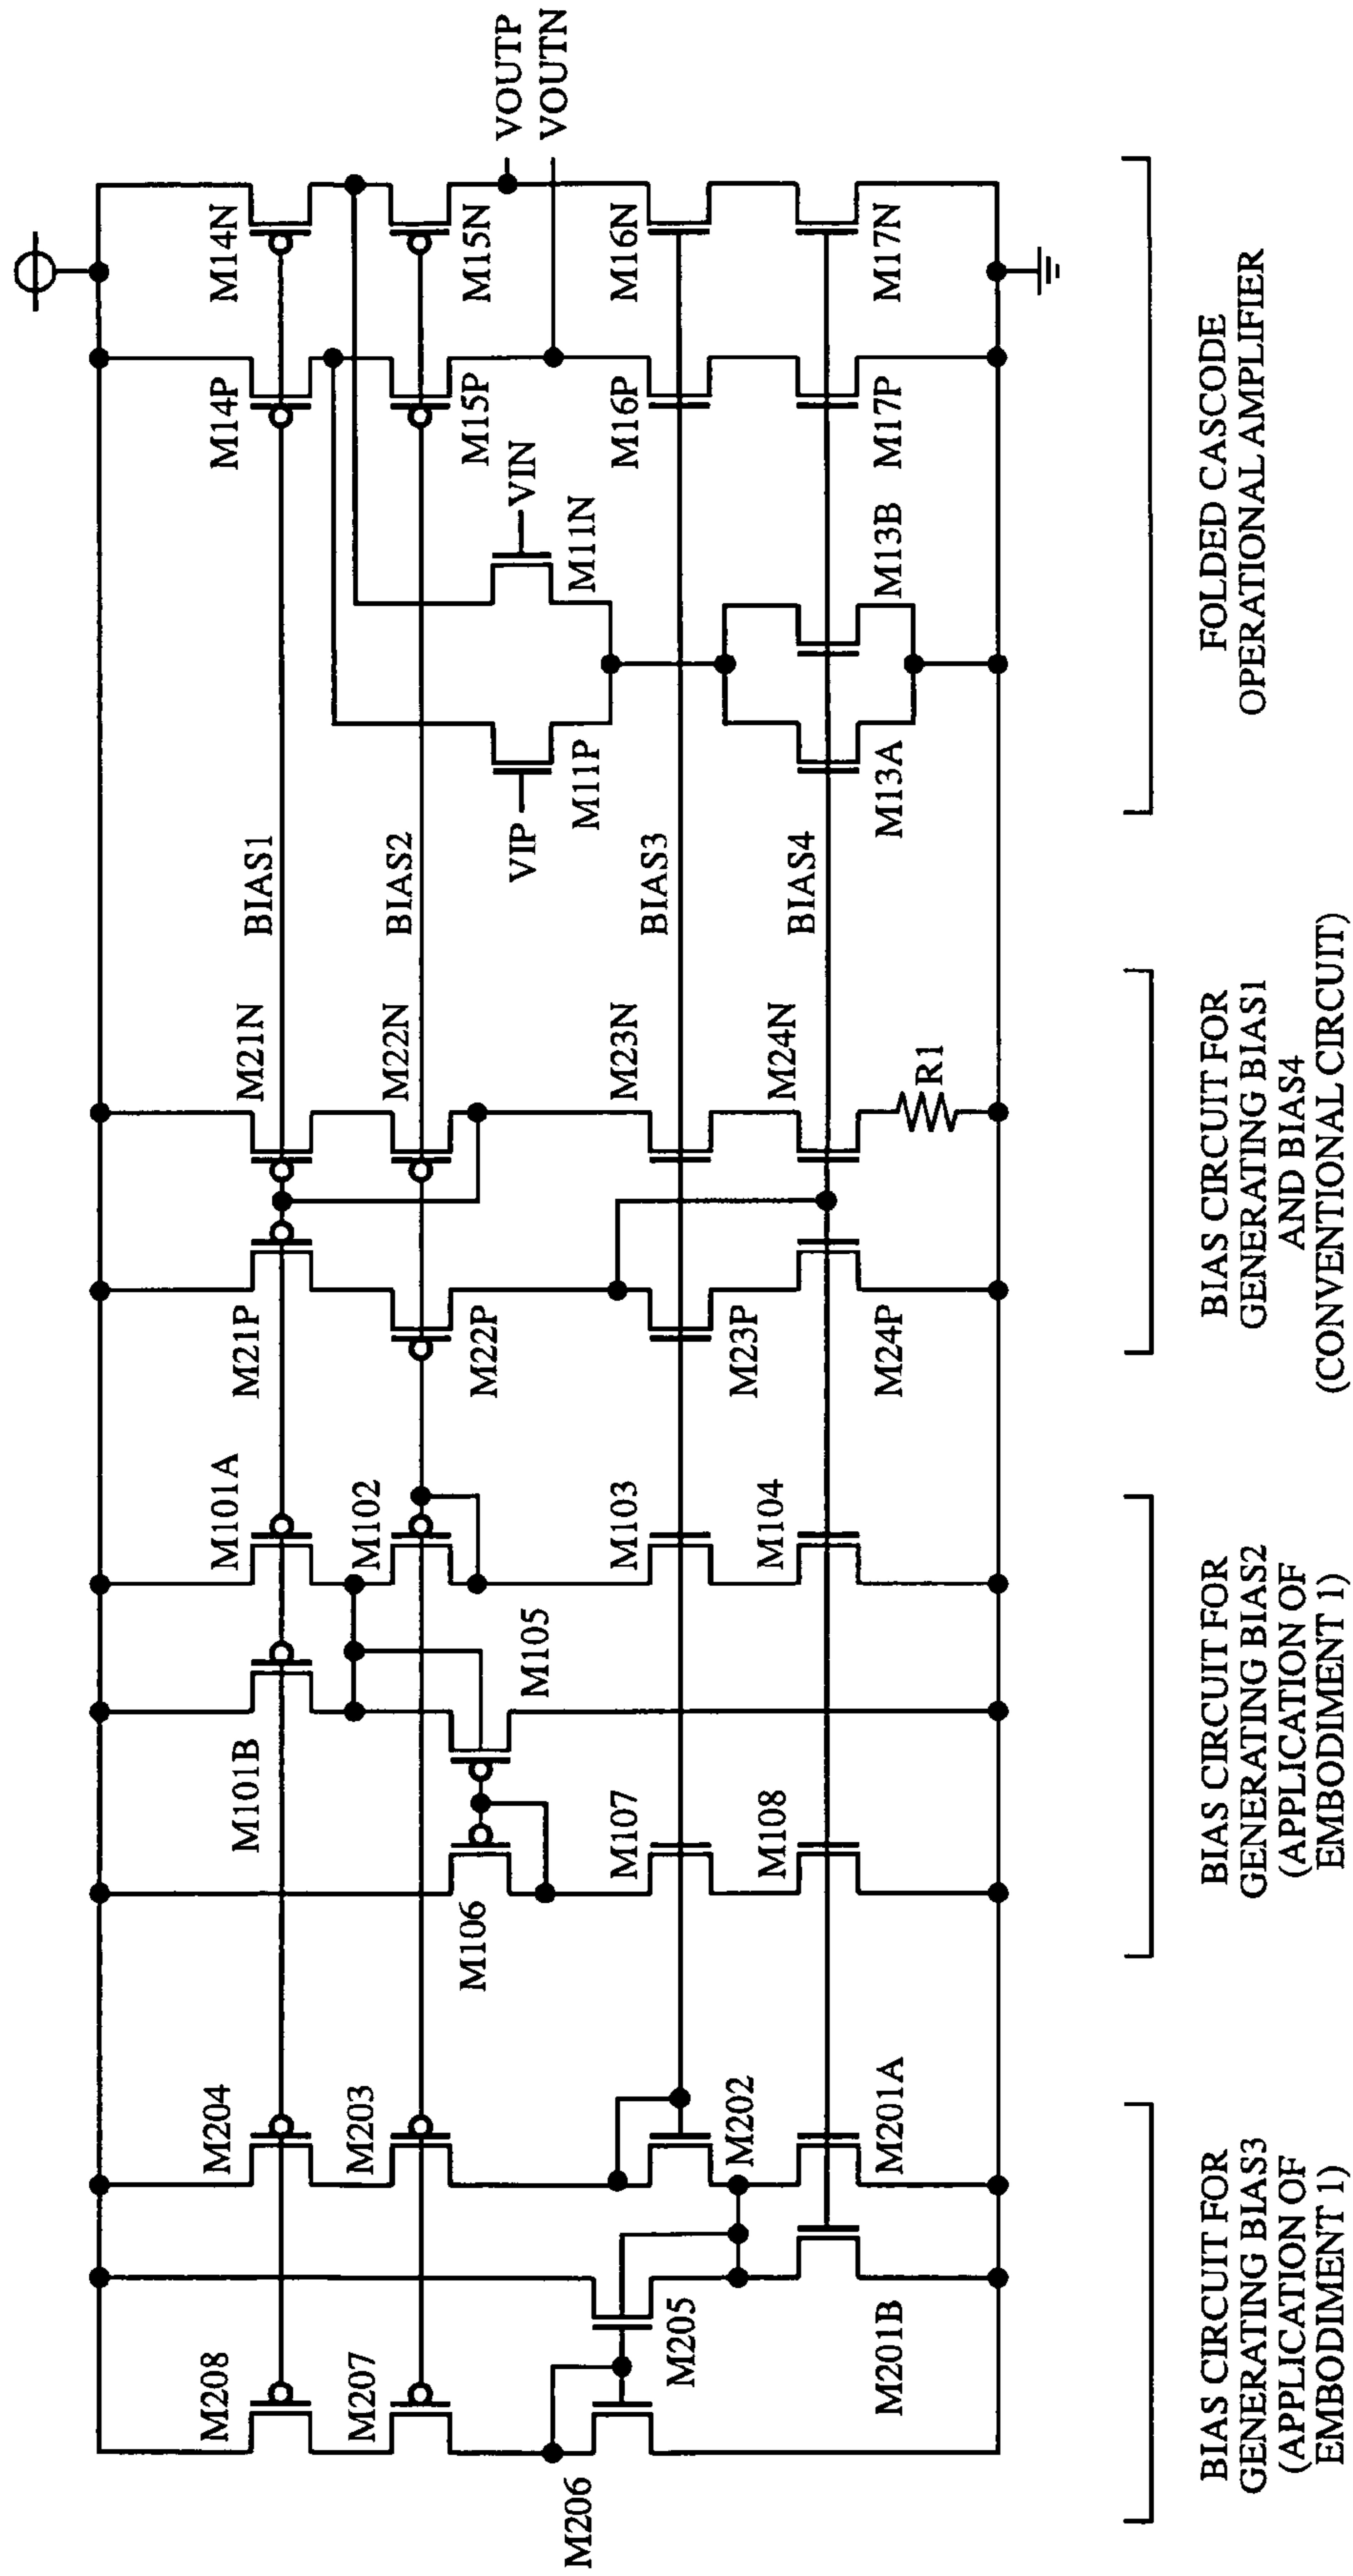 VOUTP
VOUTN
M208
M204
M101B
M101A
M21P
M21N
BIAS1
M14P
M14N
M207
M203
M102
M22P
M22N
BIAS2
M15P
M15N
M206
M205
M106
M105
VIP
M11P
VIN
M11N
M202
M107
M103
M23P
M23N
BIAS3
M16P
M16N
M201B
M201A
M108
M104
M24P
M24N
R1
BIAS4
M13A
M13B
M17P
M17N
BIAS CIRCUIT FOR
GENERATING BIAS3
(APPLICATION OF
EMBODIMENT 1)
BIAS CIRCUIT FOR
GENERATING BIAS2
(APPLICATION OF
EMBODIMENT 1)
BIAS CIRCUIT FOR
GENERATING BIAS1
AND BIAS4
(CONVENTIONAL CIRCUIT)
FOLDED CASCODE
OPERATIONAL AMPLIFIER